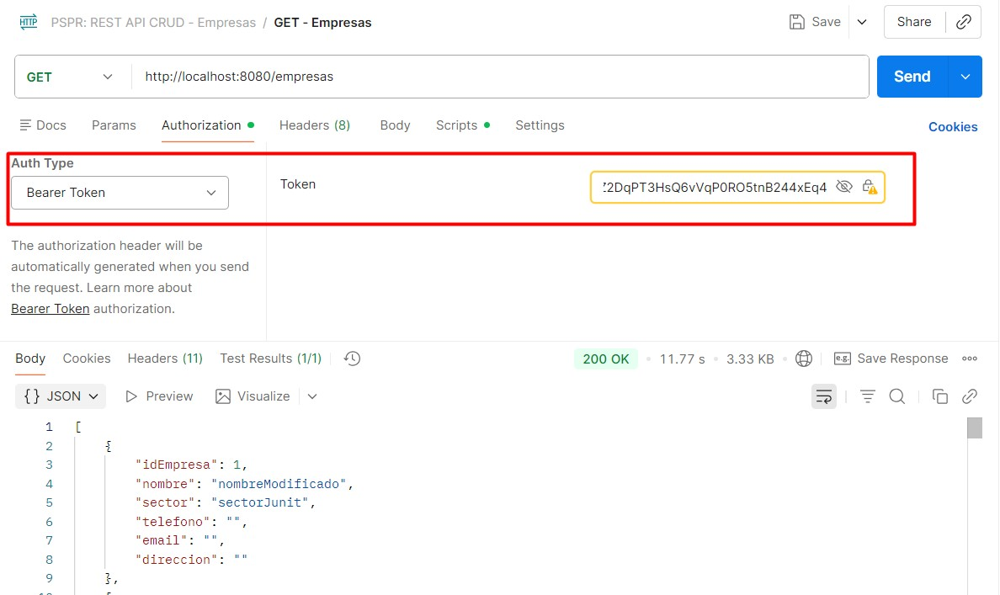 HTTP PSPR: REST API CRUD - Empresas / GET - Empresas Save Share
GET http://localhost:8080/empresas Send
Docs Params Authorization Headers (8) Body Scripts Settings Cookies
Auth Type
Bearer Token
Token
Z2DqPT3HsQ6vVqP0RO5tnB244xEq4
The authorization header will be
automatically generated when you send
the request. Learn more about
Bearer Token authorization.
Body Cookies Headers (11) Test Results (1/1) 200 OK 11.77 s 3.33 KB e.g. Save Response
{} JSON Preview Visualize
1 [
2 {
3 "idEmpresa": 1,
4 "nombre": "nombreModificado",
5 "sector": "sectorJunit",
6 "telefono": "",
7 "email": "",
8 "direccion": ""
9 },